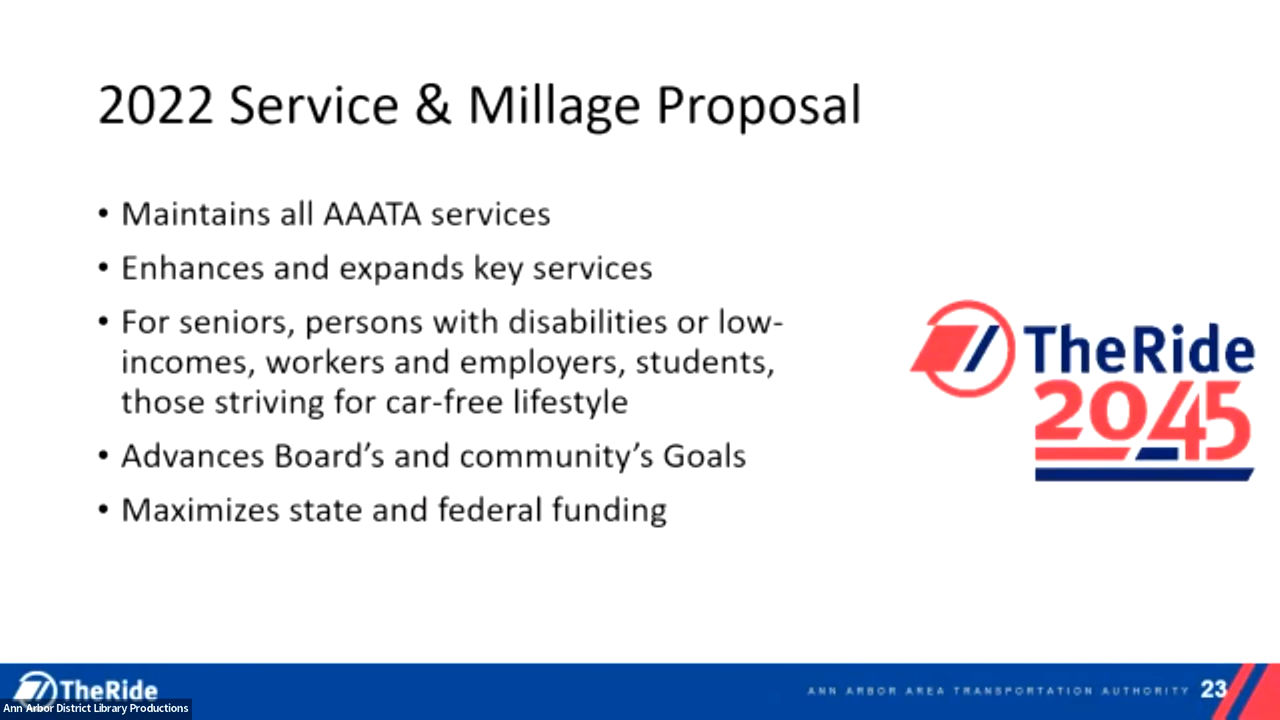 2022 Service & Millage Proposal
• Maintains all AAATA services
• Enhances and expands key services
• For seniors, persons with disabilities or low-
incomes, workers and employers, students,
those striving for car-free lifestyle
• Advances Board’s and community’s Goals
• Maximizes state and federal funding
TheRide
2045
TheRide
ANN ARBOR AREA TRANSPORTATION AUTHORITY 23
Ann Arbor District Library Productions